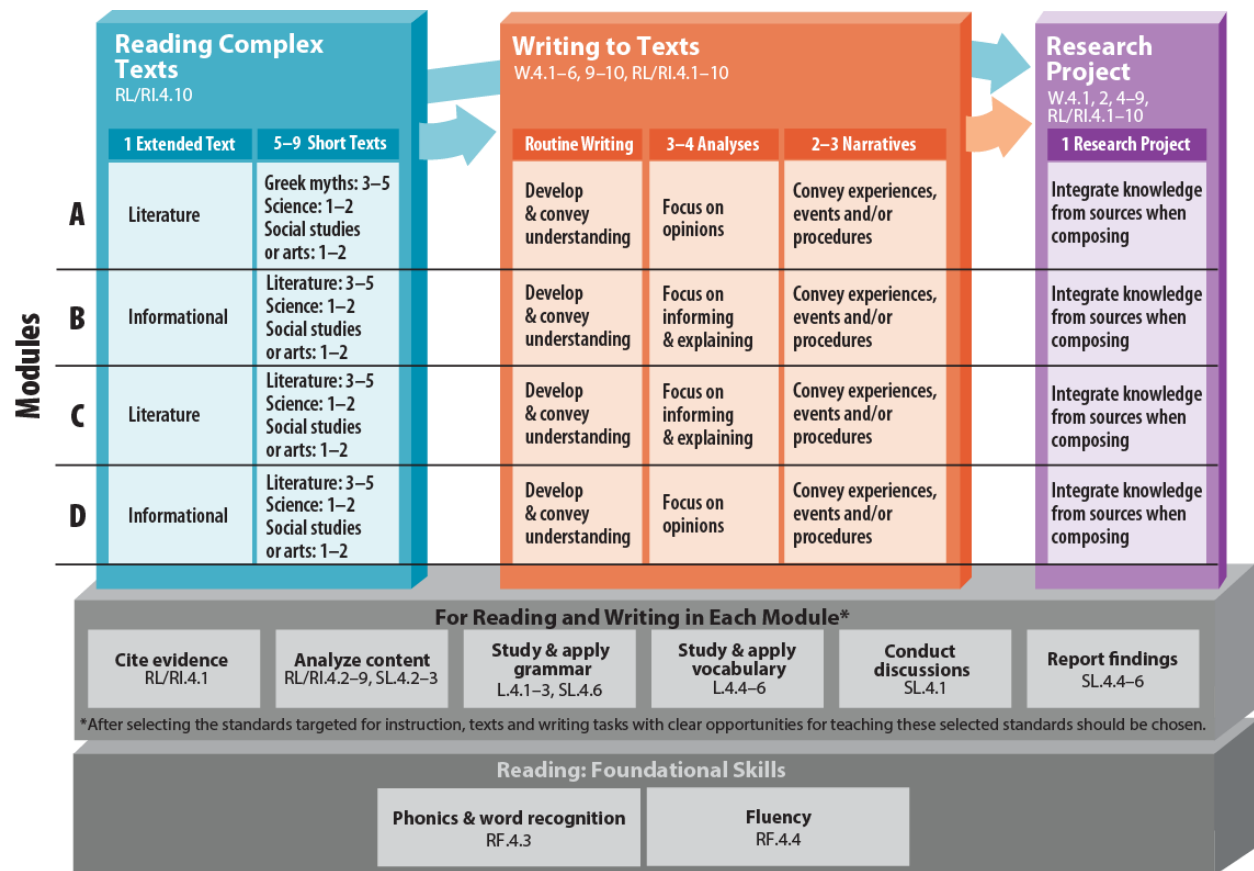 Reading Complex
Texts
RL/RI.4.10
1 Extended Text
5–9 Short Texts
Writing to Texts
W.4.1–6, 9–10, RL/RI.4.1–10
Routine Writing
3–4 Analyses
2–3 Narratives
Research
Project
W.4.1, 2, 4–9,
RL/RI.4.1–10
1 Research Project
Modules
A
Literature
Greek myths: 3–5
Science: 1–2
Social studies
or arts: 1–2
Develop
& convey
understanding
Focus on
opinions
Convey experiences,
events and/or
procedures
Integrate knowledge
from sources when
composing
B
Informational
Literature: 3–5
Science: 1–2
Social studies
or arts: 1–2
Develop
& convey
understanding
Focus on
informing
& explaining
Convey experiences,
events and/or
procedures
Integrate knowledge
from sources when
composing
C
Literature
Literature: 3–5
Science: 1–2
Social studies
or arts: 1–2
Develop
& convey
understanding
Focus on
informing
& explaining
Convey experiences,
events and/or
procedures
Integrate knowledge
from sources when
composing
D
Informational
Literature: 3–5
Science: 1–2
Social studies
or arts: 1–2
Develop
& convey
understanding
Focus on
opinions
Convey experiences,
events and/or
procedures
Integrate knowledge
from sources when
composing
For Reading and Writing in Each Module*
Cite evidence
RL/RI.4.1
Analyze content
RL/RI.4.2–9, SL.4.2–3
Study & apply
grammar
L.4.1–3, SL.4.6
Study & apply
vocabulary
L.4.4–6
Conduct
discussions
SL.4.1
Report findings
SL.4.4–6
*After selecting the standards targeted for instruction, texts and writing tasks with clear opportunities for teaching these selected standards should be chosen.
Reading: Foundational Skills
Phonics & word recognition
RF.4.3
Fluency
RF.4.4